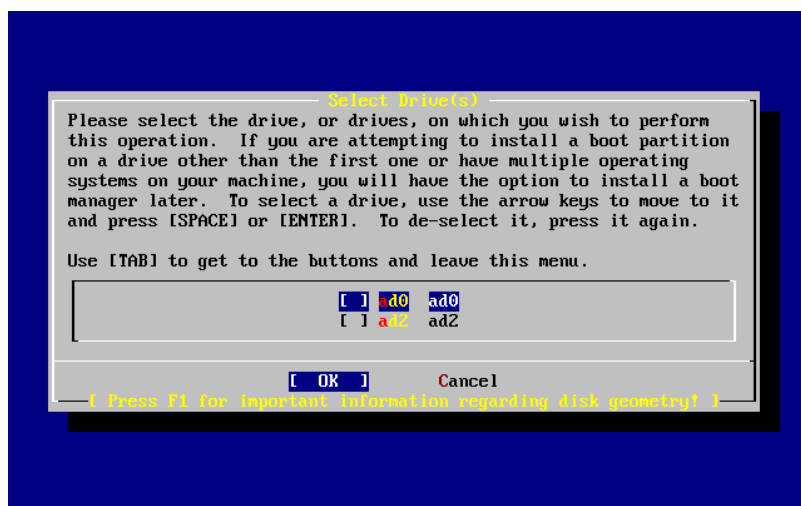 Select Drive(s)
Please select the drive, or drives, on which you wish to perform
this operation.  If you are attempting to install a boot partition
on a drive other than the first one or have multiple operating
systems on your machine, you will have the option to install a boot
manager later.  To select a drive, use the arrow keys to move to it
and press [SPACE] or [ENTER].  To de-select it, press it again.
Use [TAB] to get to the buttons and leave this menu.
[ ] ad0  ad0
[ ] ad2  ad2
[  OK  ]  Cancel
[ Press F1 for important information regarding disk geometry! ]